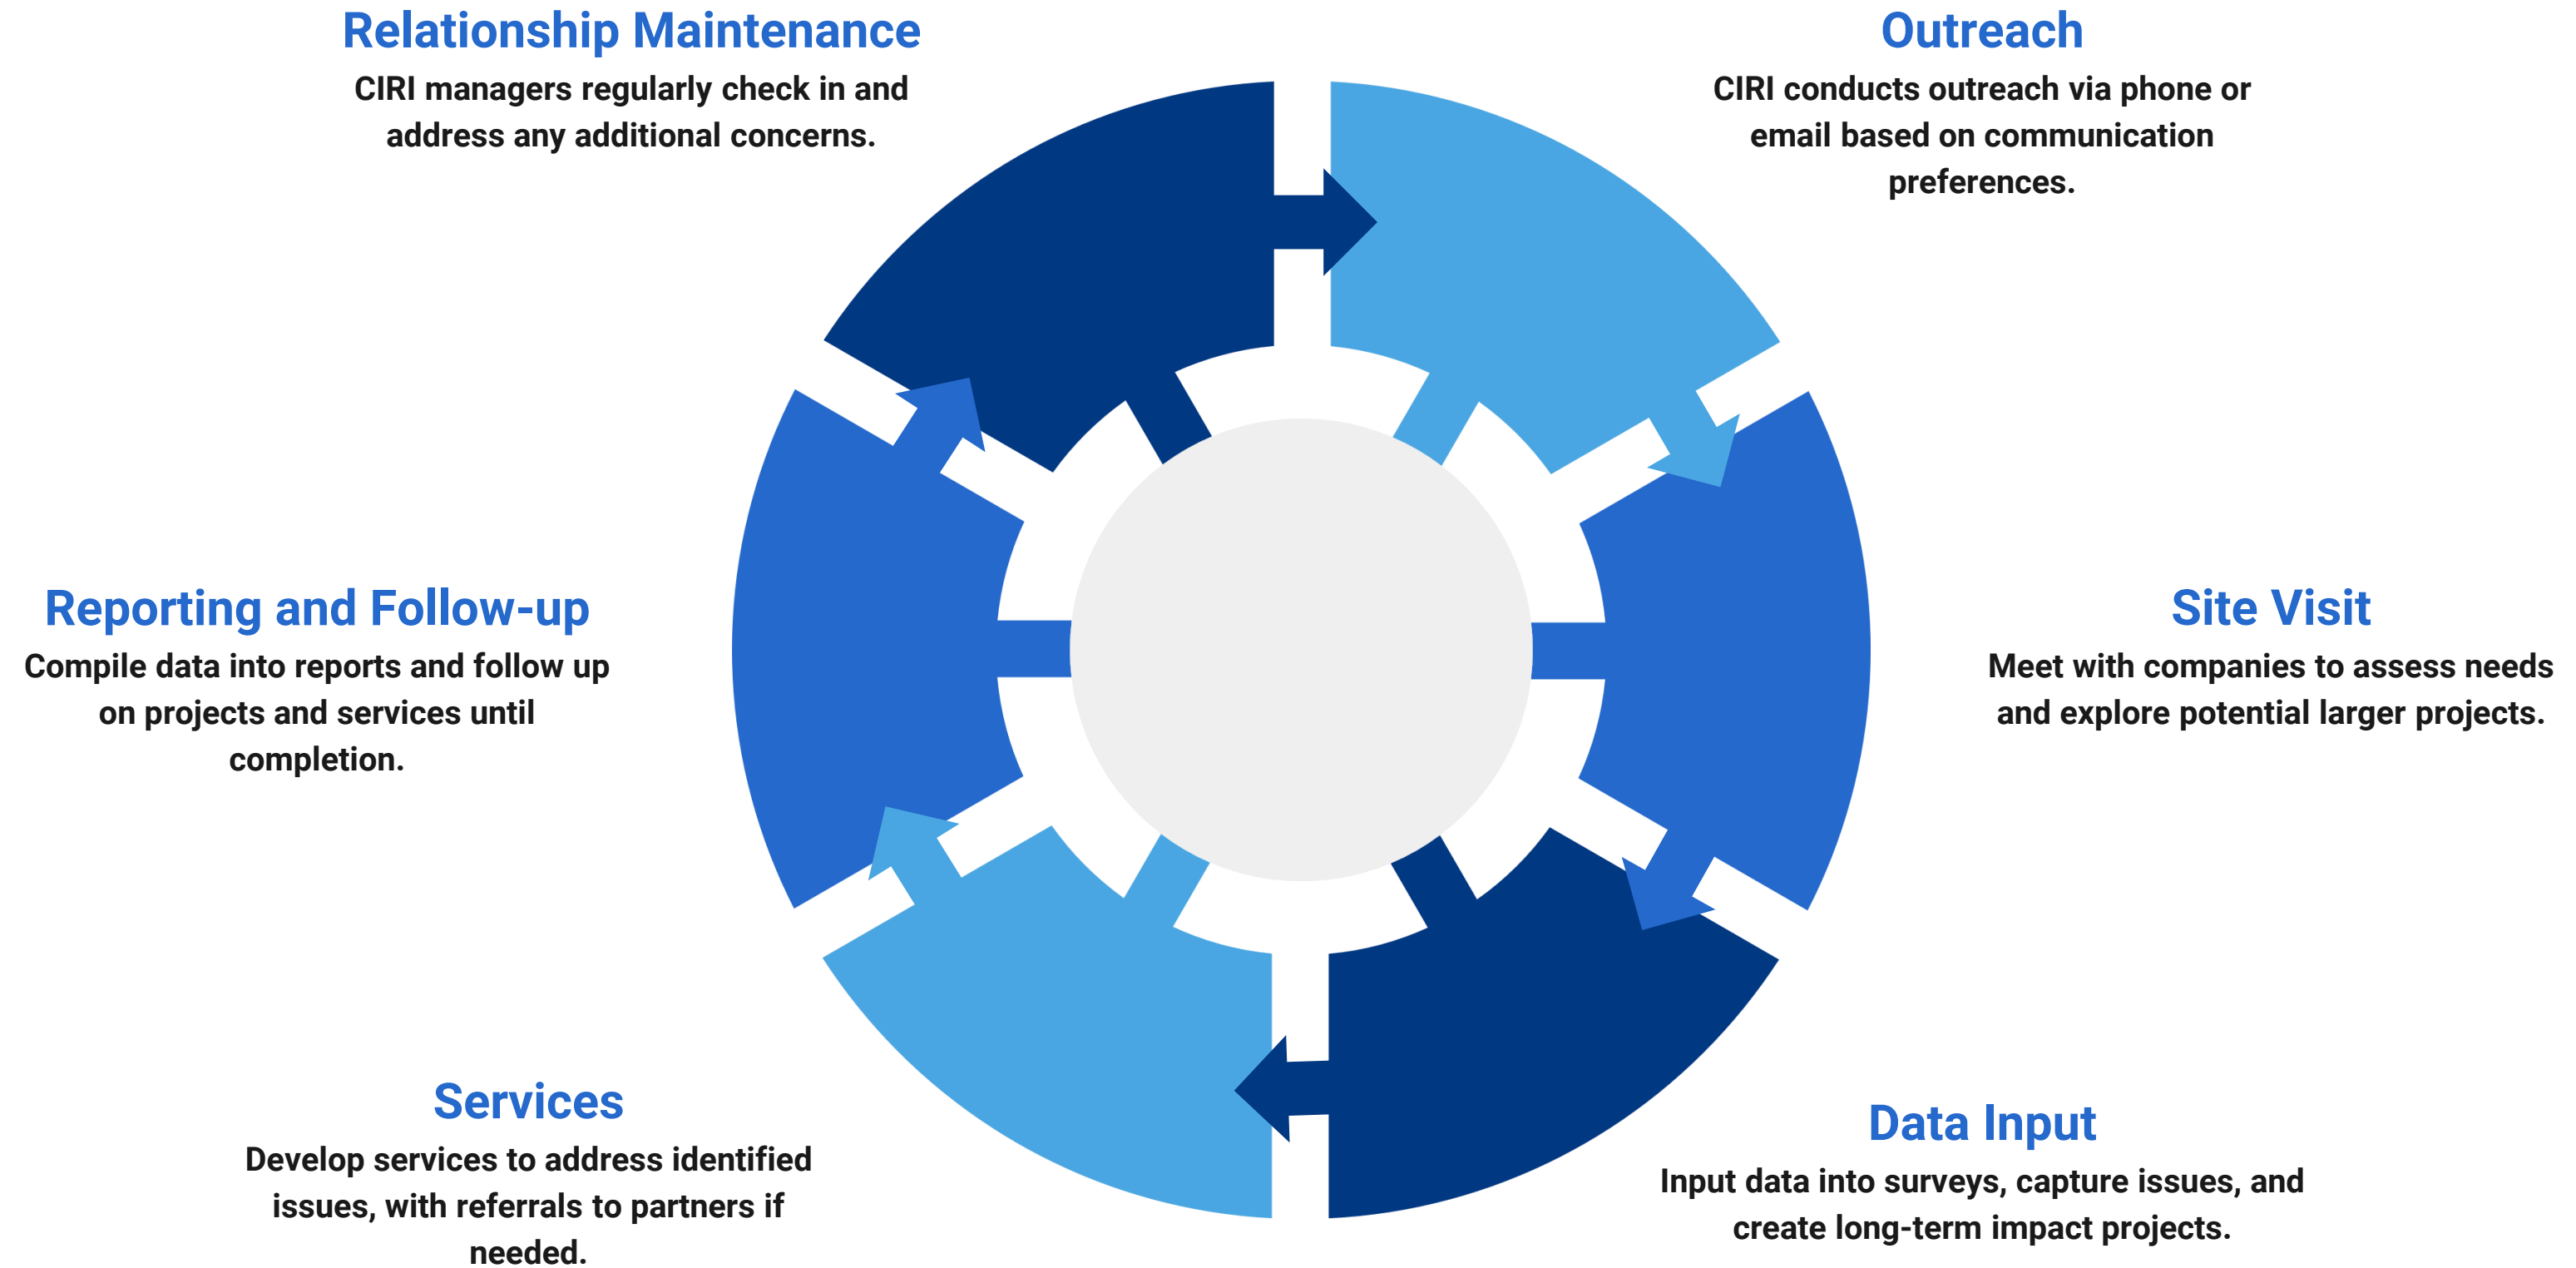 Relationship Maintenance
CIRI managers regularly check in and
address any additional concerns.
Outreach
CIRI conducts outreach via phone or
email based on communication
preferences.
Reporting and Follow-up
Compile data into reports and follow up
on projects and services until
completion.
Site Visit
Meet with companies to assess needs
and explore potential larger projects.
Services
Develop services to address identified
issues, with referrals to partners if
needed.
Data Input
Input data into surveys, capture issues, and
create long-term impact projects.